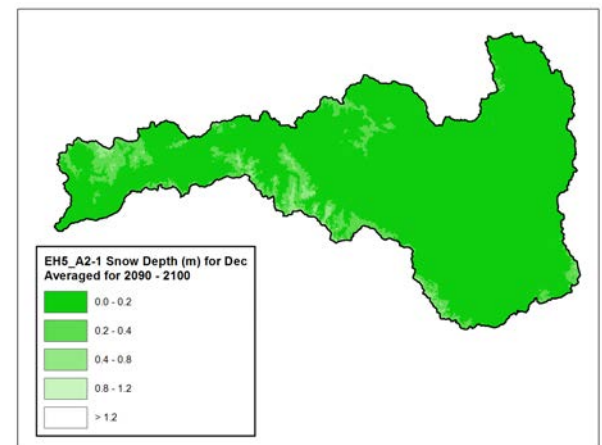 EH5_A2-1 Snow Depth (m) for Dec
Averaged for 2090 - 2100
0.0 - 0.2
0.2 - 0.4
0.4 - 0.8
0.8 - 1.2
> 1.2